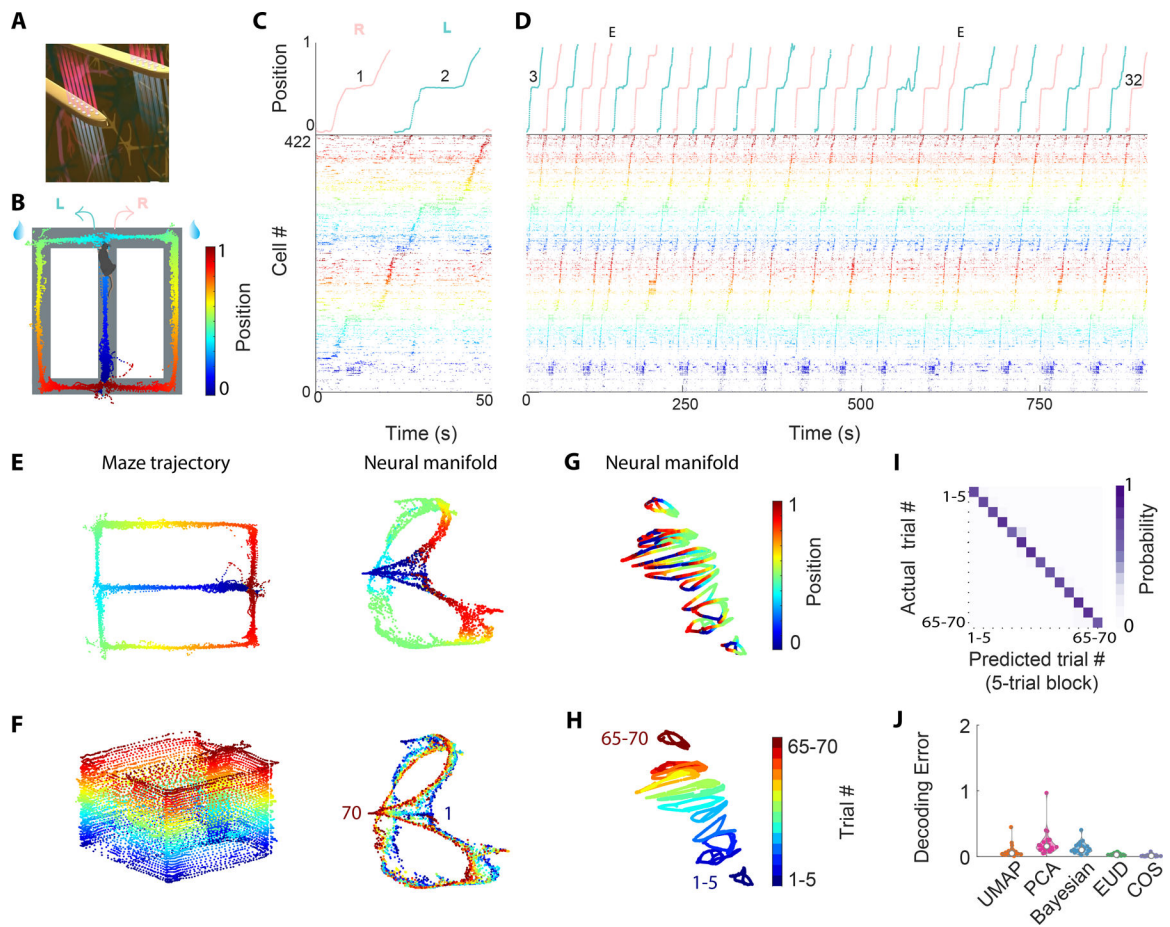 A
B
L
R
1
0
Position
C
R
L
1
0
Position
1
2
422
0
Cell #
0
50
Time (s)
D
E
E
3
32
0
250
500
750
Time (s)
E
Maze trajectory
Neural manifold
G
Neural manifold
1
0
Position
I
Actual trial #
1-5
65-70
1-5
65-70
Predicted trial #
(5-trial block)
1
0
Probability
F
70
1
H
65-70
1-5
65-70
1-5
Trial #
J
Decoding Error
2
1
0
UMAP
PCA
Bayesian
EUD
COS